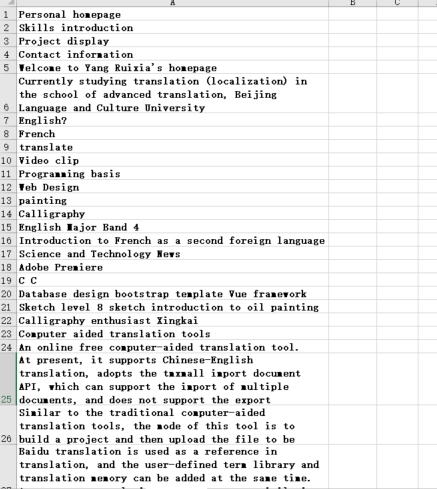 A B C
1 Personal homepage
2 Skills introduction
3 Project display
4 Contact information
5 Welcome to Yang Ruixia's homepage
Currently studying translation (localization) in
the school of advanced translation, Beijing
6 Language and Culture University
7 English?
8 French
9 translate
10 Video clip
11 Programming basis
12 Web Design
13 painting
14 Calligraphy
15 English Major Band 4
16 Introduction to French as a second foreign language
17 Science and Technology News
18 Adobe Premiere
19 C C
20 Database design bootstrap template Vue framework
21 Sketch level 8 sketch introduction to oil painting
22 Calligraphy enthusiast Xingkai
23 Computer aided translation tools
24 An online free computer-aided translation tool.
At present, it supports Chinese-English
translation, adopts the tmxmall import document
API, which can support the import of multiple
25 documents, and does not support the export
Similar to the traditional computer-aided
translation tools, the mode of this tool is to
26 build a project and then upload the file to be
Baidu translation is used as a reference in
translation, and the user-defined term library and
translation memory can be added at the same time.